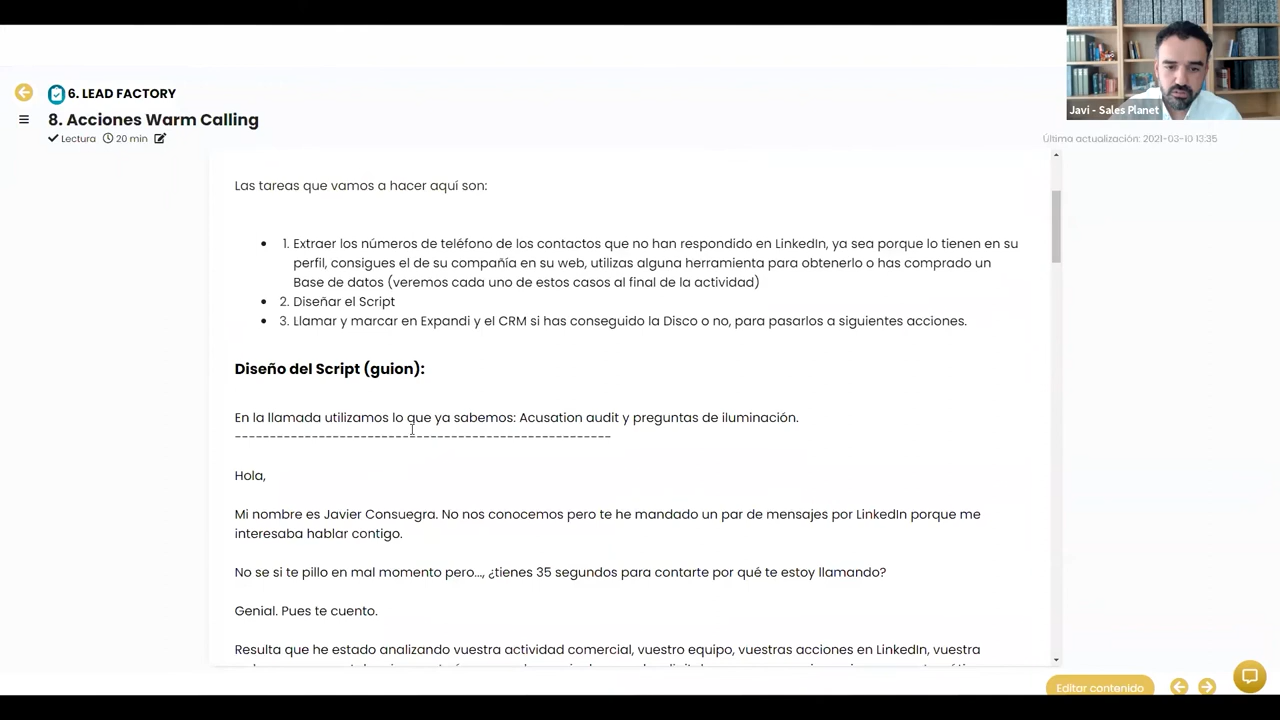 6. LEAD FACTORY
8. Acciones Warm Calling
Lectura 20 min
Javi - Sales Planet
Última actualización: 2021-03-10 13:35
Las tareas que vamos a hacer aquí son:
1. Extraer los números de teléfono de los contactos que no han respondido en LinkedIn, ya sea porque lo tienen en su
perfil, consigues el de su compañía en su web, utilizas alguna herramienta para obtenerlo o has comprado un
Base de datos (veremos cada uno de estos casos al final de la actividad)
2. Diseñar el Script
3. Llamar y marcar en Expandi y el CRM si has conseguido la Disco o no, para pasarlos a siguientes acciones.
Diseño del Script (guion):
En la llamada utilizamos lo que ya sabemos: Acusation audit y preguntas de iluminación.
------------------------------------------------------
Hola,
Mi nombre es Javier Consuegra. No nos conocemos pero te he mandado un par de mensajes por LinkedIn porque me
interesaba hablar contigo.
No se si te pillo en mal momento pero..., ¿tienes 35 segundos para contarte por qué te estoy llamando?
Genial. Pues te cuento.
Resulta que he estado analizando vuestra actividad comercial, vuestro equipo, vuestras acciones en LinkedIn, vuestra
Editar contenido